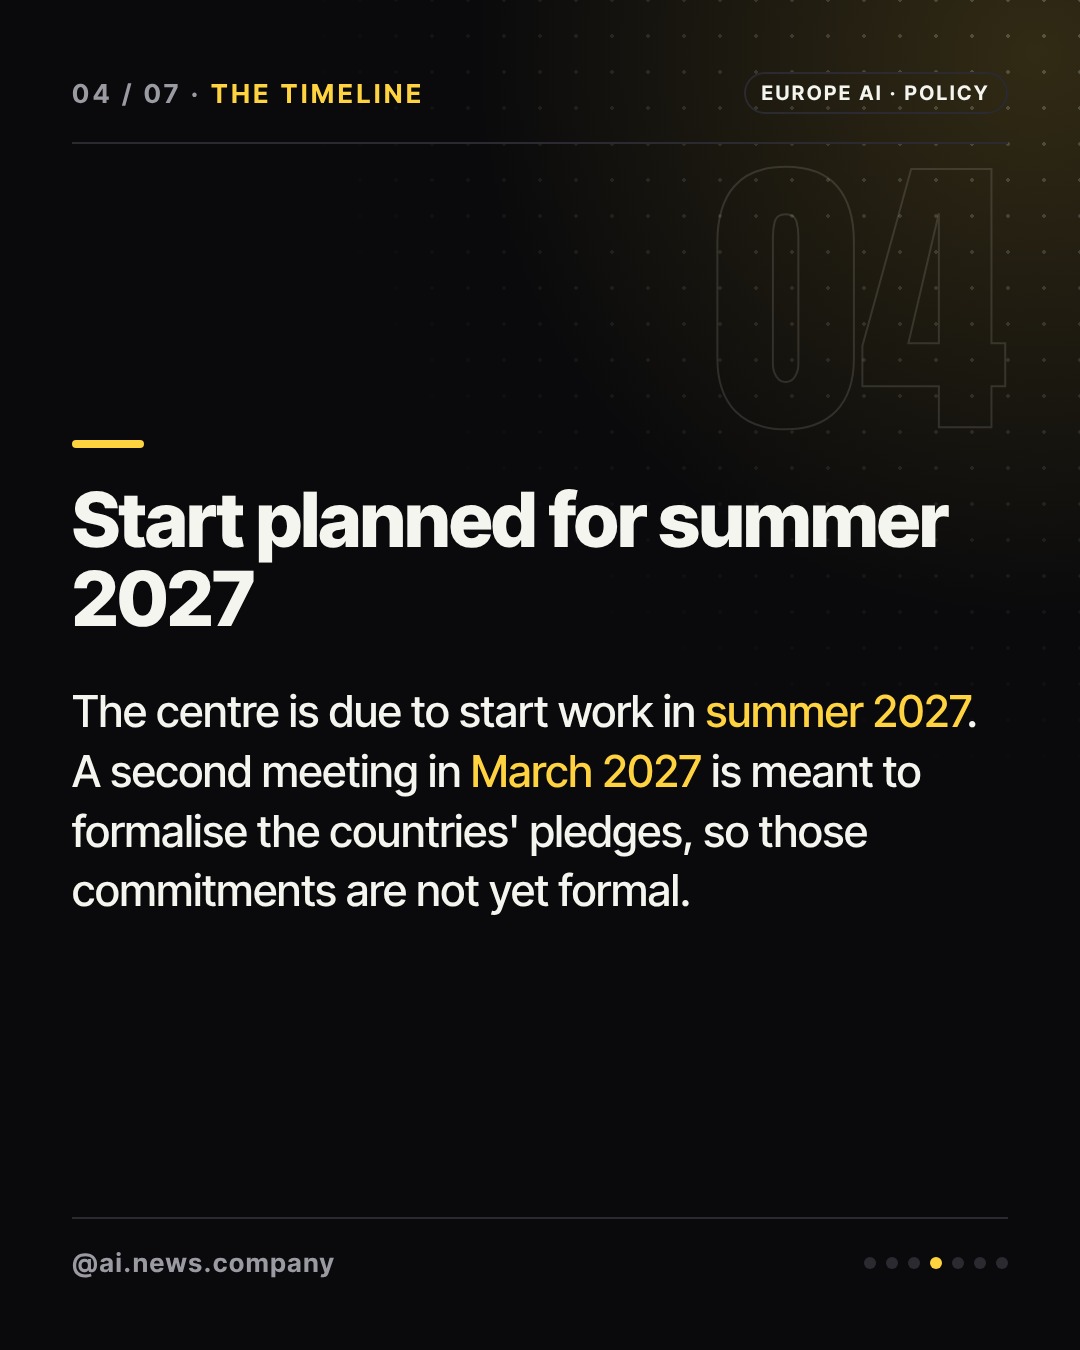 04 / 07 · THE TIMELINE
EUROPE AI · POLICY
04
Start planned for summer
2027
The centre is due to start work in summer 2027.
A second meeting in March 2027 is meant to
formalise the countries' pledges, so those
commitments are not yet formal.
@ai.news.company